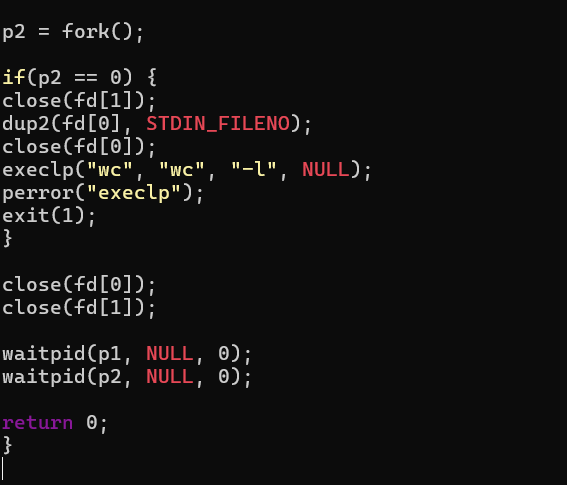 p2 = fork();
if(p2 == 0) {
close(fd[1]);
dup2(fd[0], STDIN_FILENO);
close(fd[0]);
execlp("wc", "wc", "-l", NULL);
perror("execlp");
exit(1);
}
close(fd[0]);
close(fd[1]);
waitpid(p1, NULL, 0);
waitpid(p2, NULL, 0);
return 0;
}